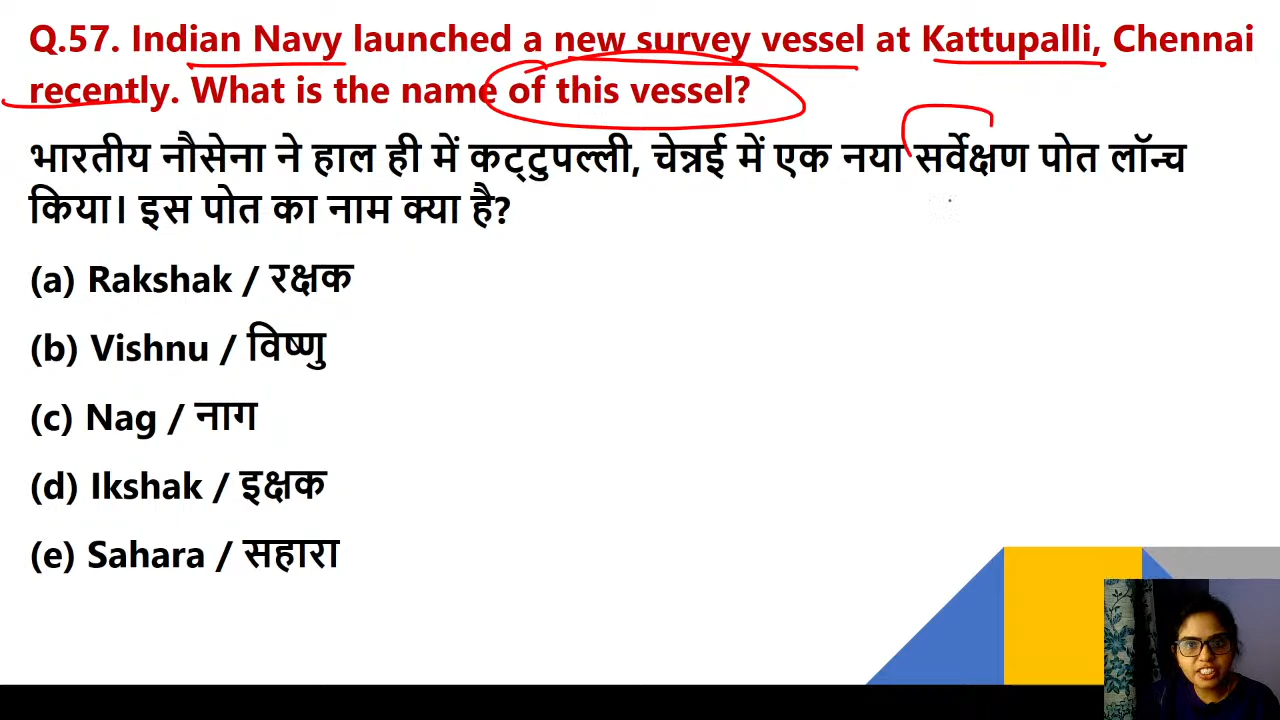 Q.57. Indian Navy launched a new survey vessel at Kattupalli, Chennai
recently. What is the name of this vessel?
भारतीय नौसेना ने हाल ही में कट्टुपल्ली, चेन्नई में एक नया सर्वेक्षण पोत लॉन्च
किया। इस पोत का नाम क्या है?
(a) Rakshak / रक्षक
(b) Vishnu / विष्णु
(c) Nag / नाग
(d) Ikshak / इक्षक
(e) Sahara / सहारा